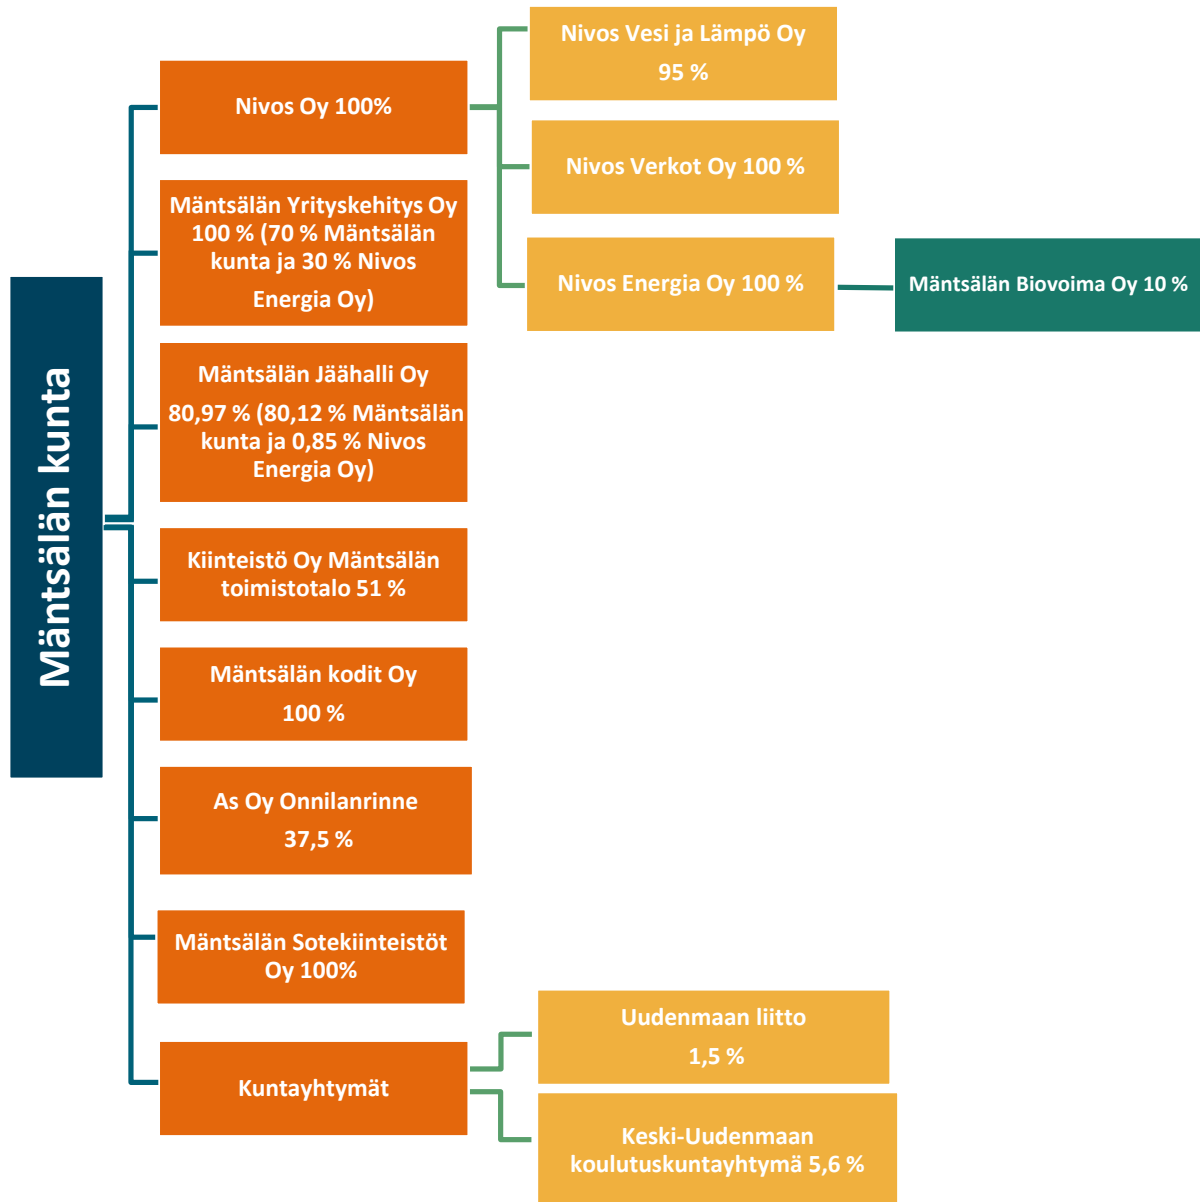 Mäntsälän kunta
Nivos Oy 100%
Nivos Vesi ja Lämpö Oy
95 %
Nivos Verkot Oy 100 %
Nivos Energia Oy 100 %
Mäntsälän Biovoima Oy 10 %
Mäntsälän Yrityskehitys Oy
100 % (70 % Mäntsälän
kunta ja 30 % Nivos
Energia Oy)
Mäntsälän Jäähalli Oy
80,97 % (80,12 % Mäntsälän
kunta ja 0,85 % Nivos
Energia Oy)
Kiinteistö Oy Mäntsälän
toimistotalo 51 %
Mäntsälän kodit Oy
100 %
As Oy Onnilanrinne
37,5 %
Mäntsälän Sotekiinteistöt
Oy 100%
Kuntayhtymät
Uudenmaan liitto
1,5 %
Keski-Uudenmaan
koulutuskuntayhtymä 5,6 %